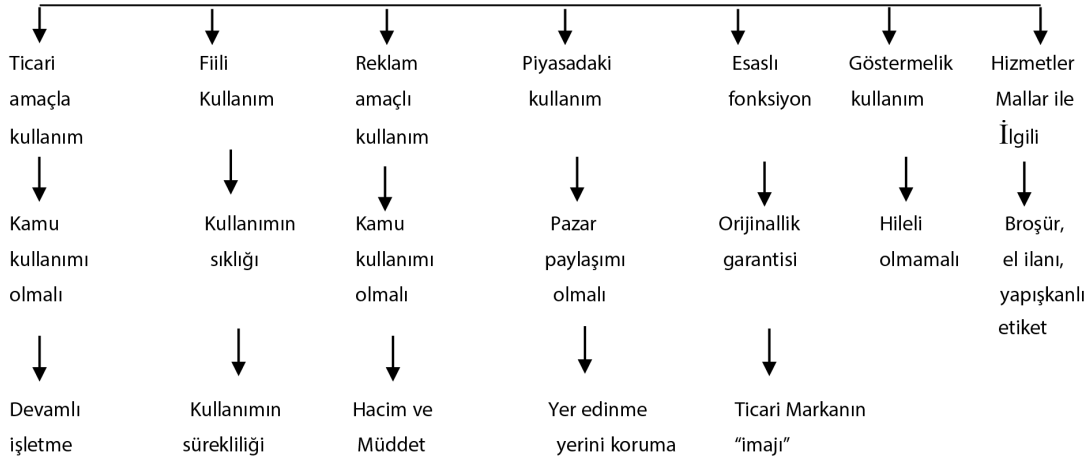 Ticari
amaçla
kullanım
Fiili
Kullanım
Reklam
amaçlı
kullanım
Piyasadaki
kullanım
Esaslı
fonksiyon
Göstermelik
kullanım
Hizmetler
Mallar ile
İlgili
Kamu
kullanımı
olmalı
Kullanımın
sıklığı
Kamu
kullanımı
olmalı
Pazar
paylaşımı
olmalı
Orijinallik
garantisi
Hileli
olmamalı
Broşür,
el ilanı,
yapışkanlı
etiket
Devamlı
işletme
Kullanımın
sürekliliği
Hacim ve
Müddet
Yer edinme
yerini koruma
Ticari Markanın
“imajı”